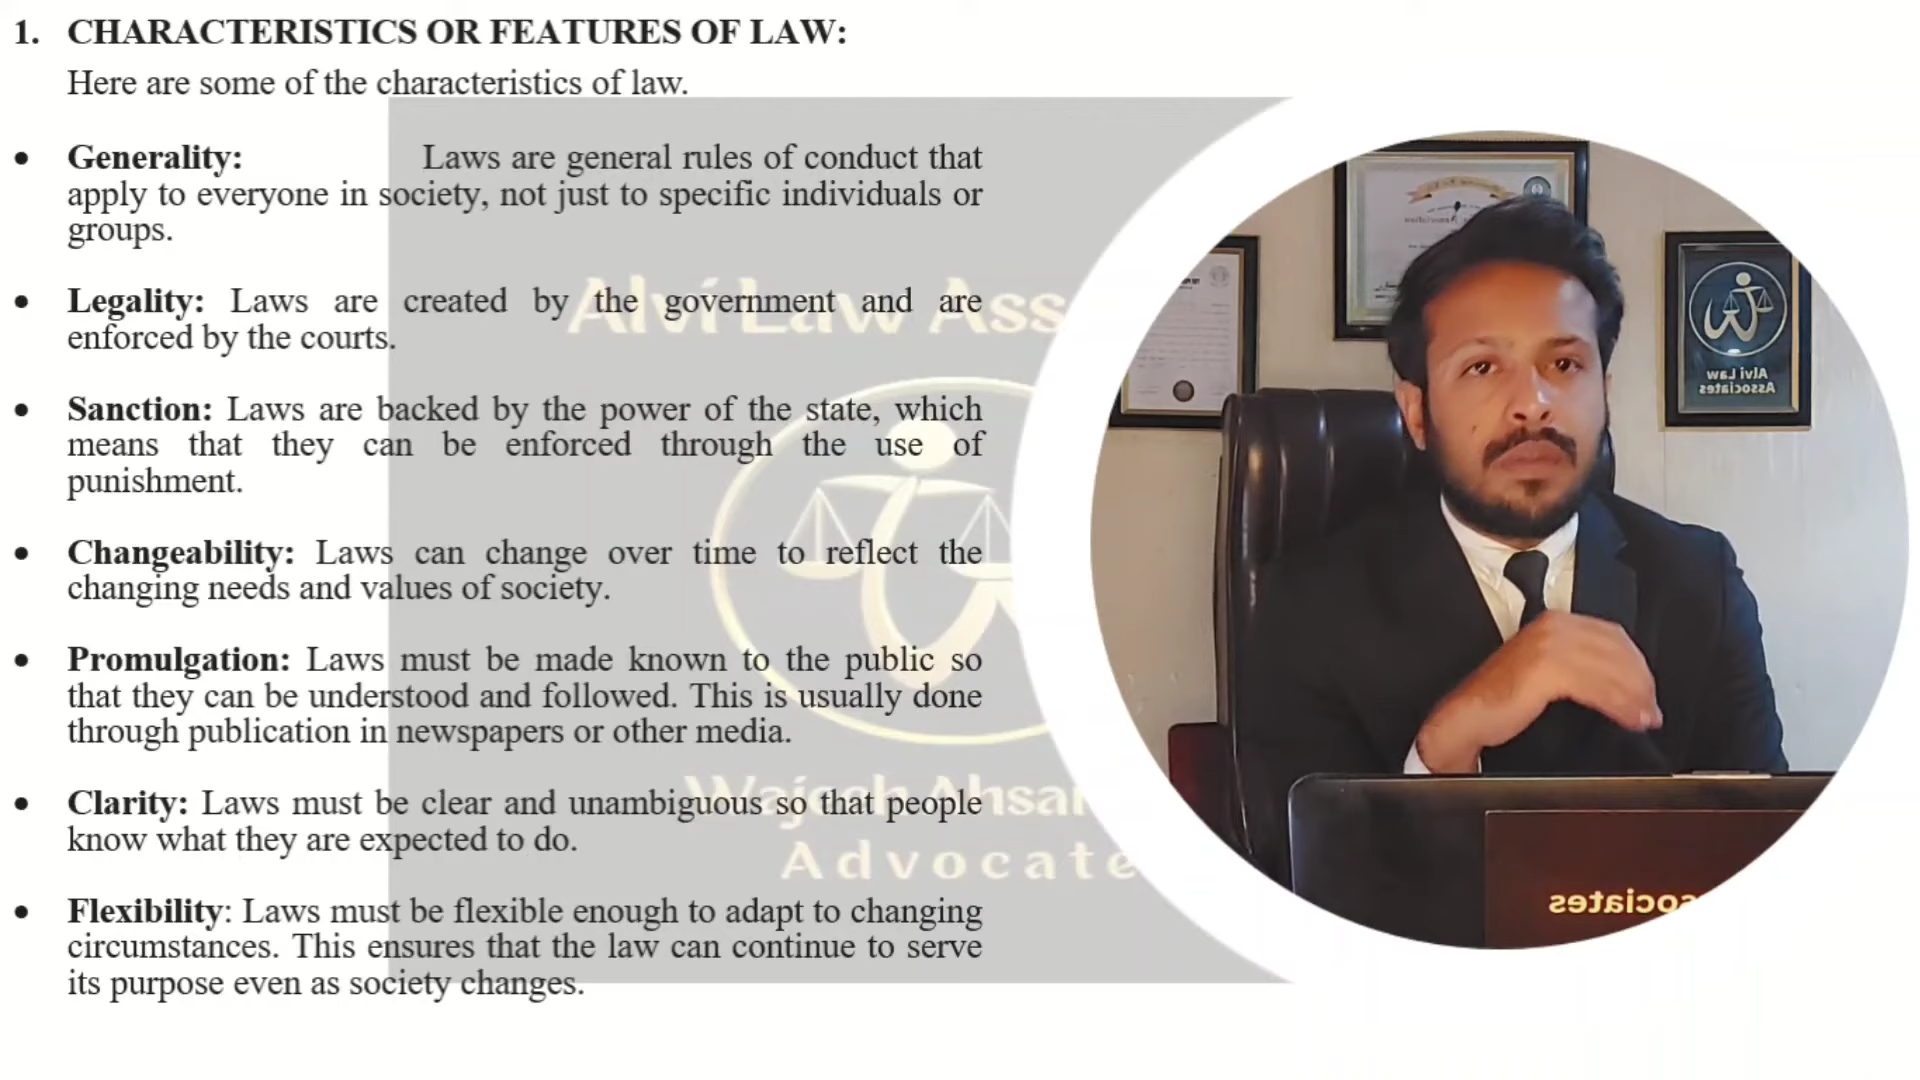 1. CHARACTERISTICS OR FEATURES OF LAW:
Here are some of the characteristics of law.
• Generality: Laws are general rules of conduct that
apply to everyone in society, not just to specific individuals or
groups.
• Legality: Laws are created by the government and are
enforced by the courts.
• Sanction: Laws are backed by the power of the state, which
means that they can be enforced through the use of
punishment.
• Changeability: Laws can change over time to reflect the
changing needs and values of society.
• Promulgation: Laws must be made known to the public so
that they can be understood and followed. This is usually done
through publication in newspapers or other media.
• Clarity: Laws must be clear and unambiguous so that people
know what they are expected to do.
• Flexibility: Laws must be flexible enough to adapt to changing
circumstances. This ensures that the law can continue to serve
its purpose even as society changes.
Alvi Law Ass
Advocate
Alvi Law
Associates
sociates